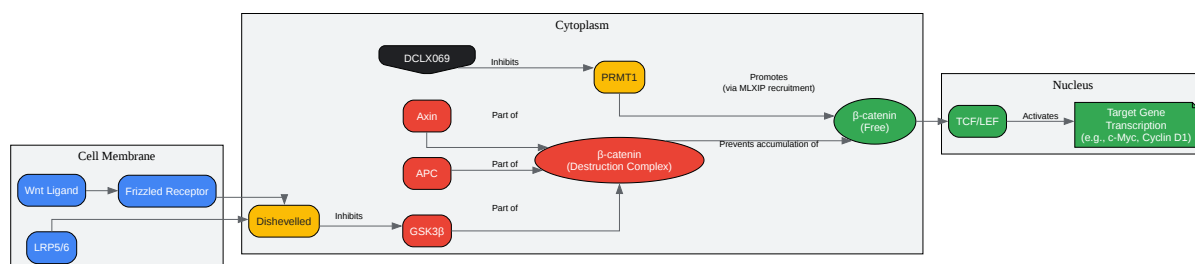 Cytoplasm
DCLX069
Inhibits
PRMT1
Promotes
(via MLXIP recruitment)
Nucleus
Axin
Part of
β-catenin
(Free)
TCF/LEF
Activates
Target Gene
Transcription
(e.g., c-Myc, Cyclin D1)
Cell Membrane
Wnt Ligand
Frizzled Receptor
APC
Part of
β-catenin
(Destruction Complex)
Prevents accumulation of
LRP5/6
Dishevelled
Inhibits
GSK3β
Part of